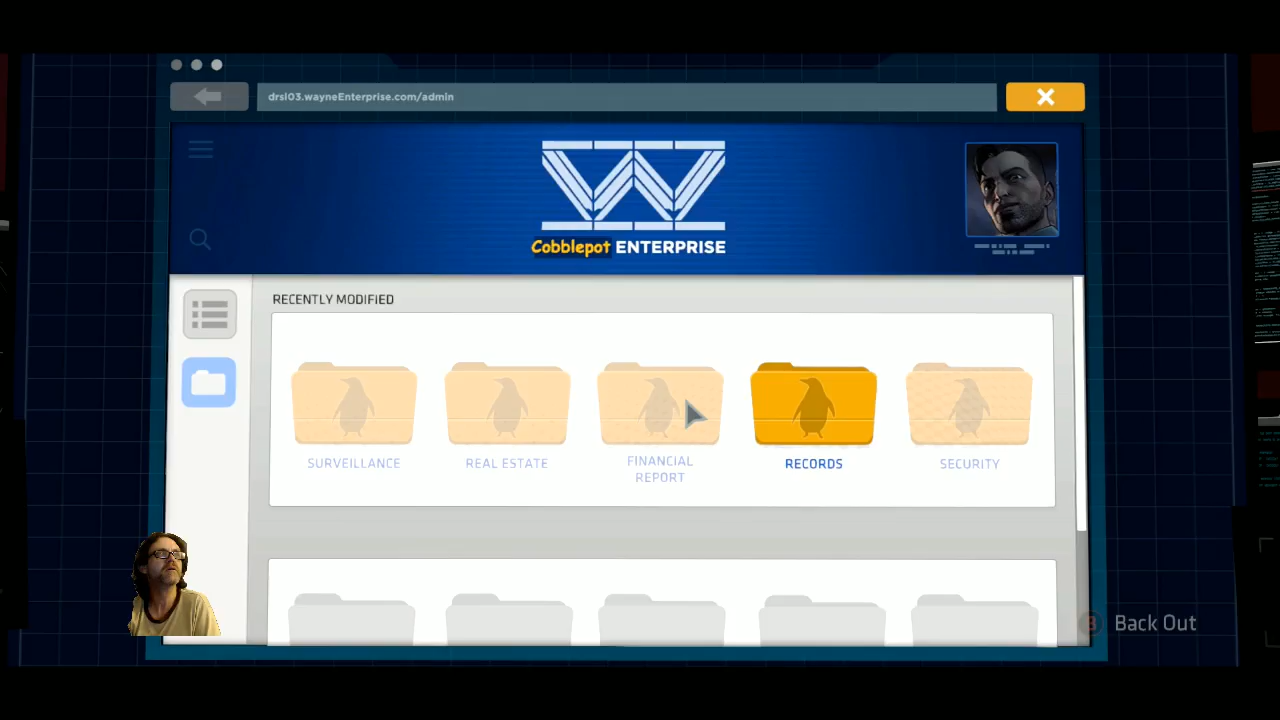 drsl03.wayneEnterprise.com/admin
Cobblepot ENTERPRISE
RECENTLY MODIFIED
SURVEILLANCE
REAL ESTATE
FINANCIAL
REPORT
RECORDS
SECURITY
B Back Out